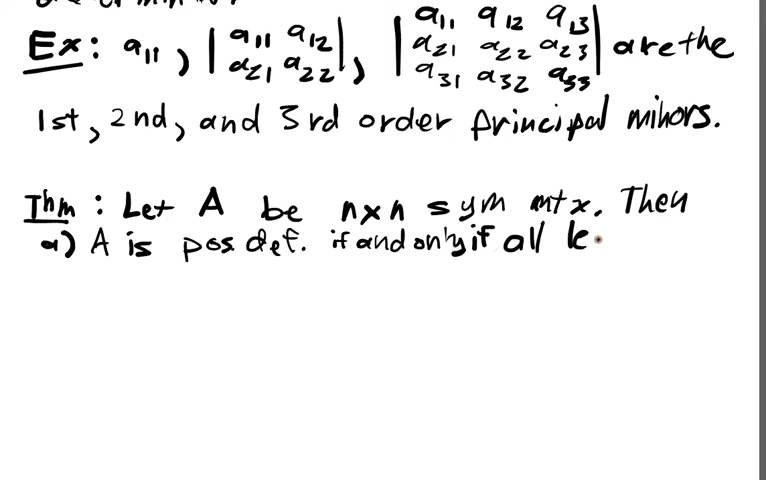 Ex: a11, |a11 a12|, |a11 a12 a13| are the
|a21 a22| |a21 a22 a23|
|a31 a32 a33|
1st, 2nd, and 3rd order principal minors.
Thm: Let A be nxn sym mtx. Then
a) A is pos def. if and only if all le